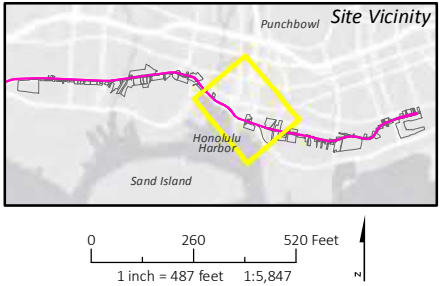 Site Vicinity
Punchbowl
Honolulu
Harbor
Sand Island
0 260 520 Feet
1 inch = 487 feet 1:5,847
N